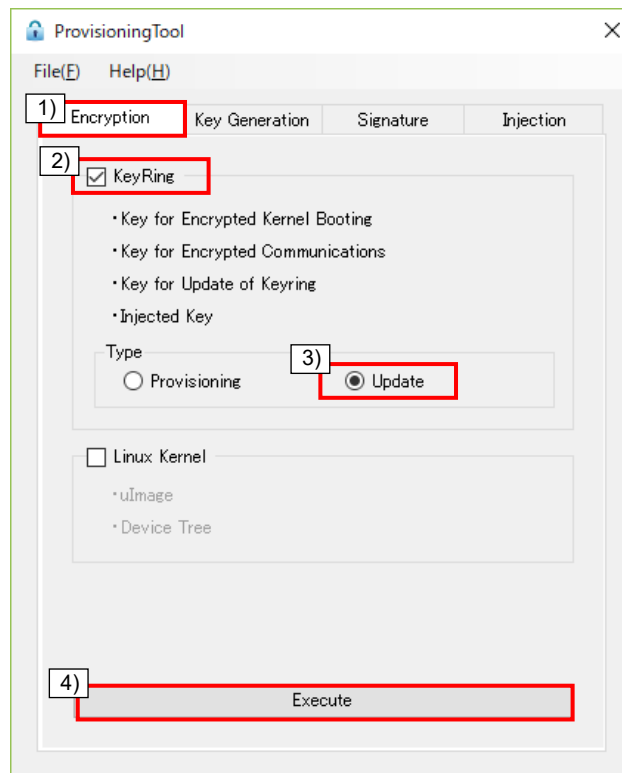 ProvisioningTool
File(F) Help(H)
1) Encryption Key Generation Signature Injection
2) KeyRing
・Key for Encrypted Kernel Booting
・Key for Encrypted Communications
・Key for Update of Keyring
・Injected Key
Type
3)
Provisioning Update
Linux Kernel
・uImage
・Device Tree
4)
Execute